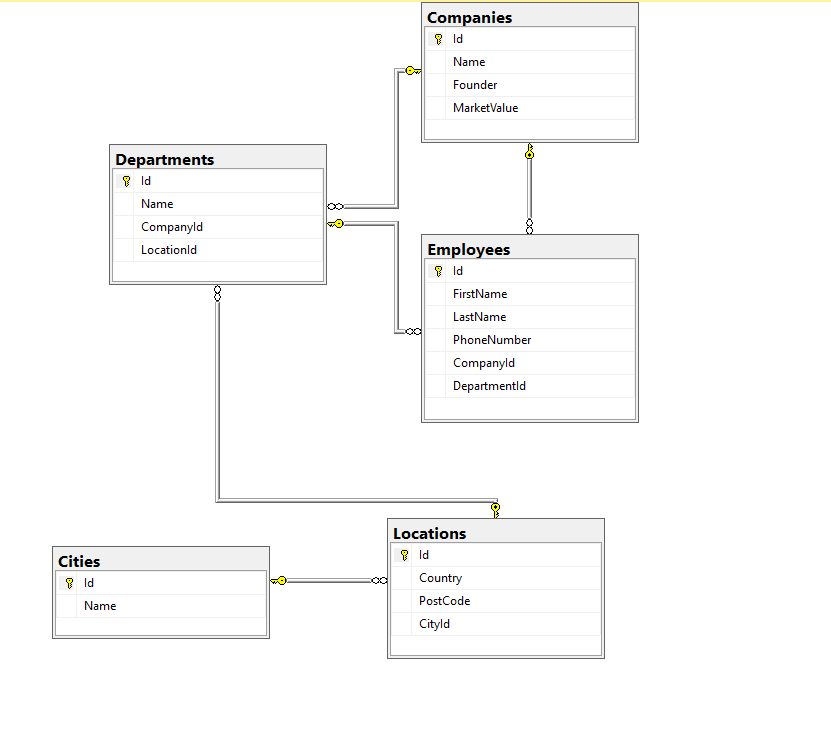 Companies
Id
Name
Founder
MarketValue
Departments
Id
Name
CompanyId
LocationId
Employees
Id
FirstName
LastName
PhoneNumber
CompanyId
DepartmentId
Locations
Id
Country
PostCode
CityId
Cities
Id
Name